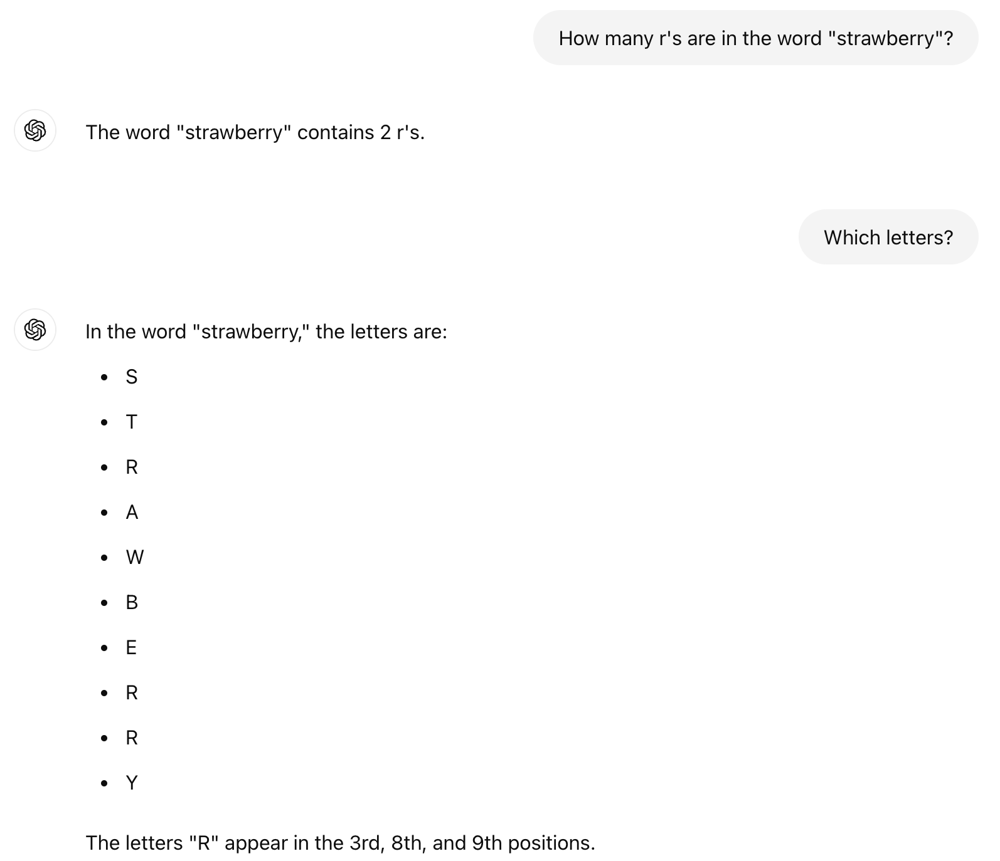 How many r's are in the word "strawberry"?
The word "strawberry" contains 2 r's.
Which letters?
In the word "strawberry," the letters are:
• S
• T
• R
• A
• W
• B
• E
• R
• R
• Y
The letters "R" appear in the 3rd, 8th, and 9th positions.